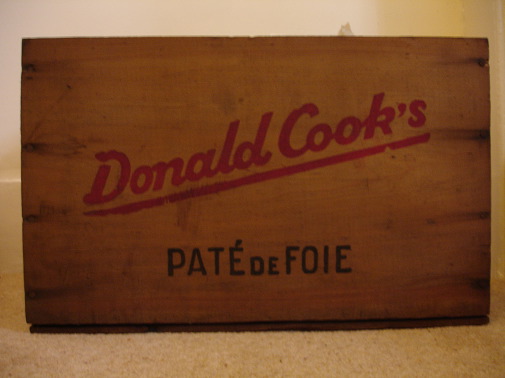 Donald Cook's
PATÉ DE FOIE